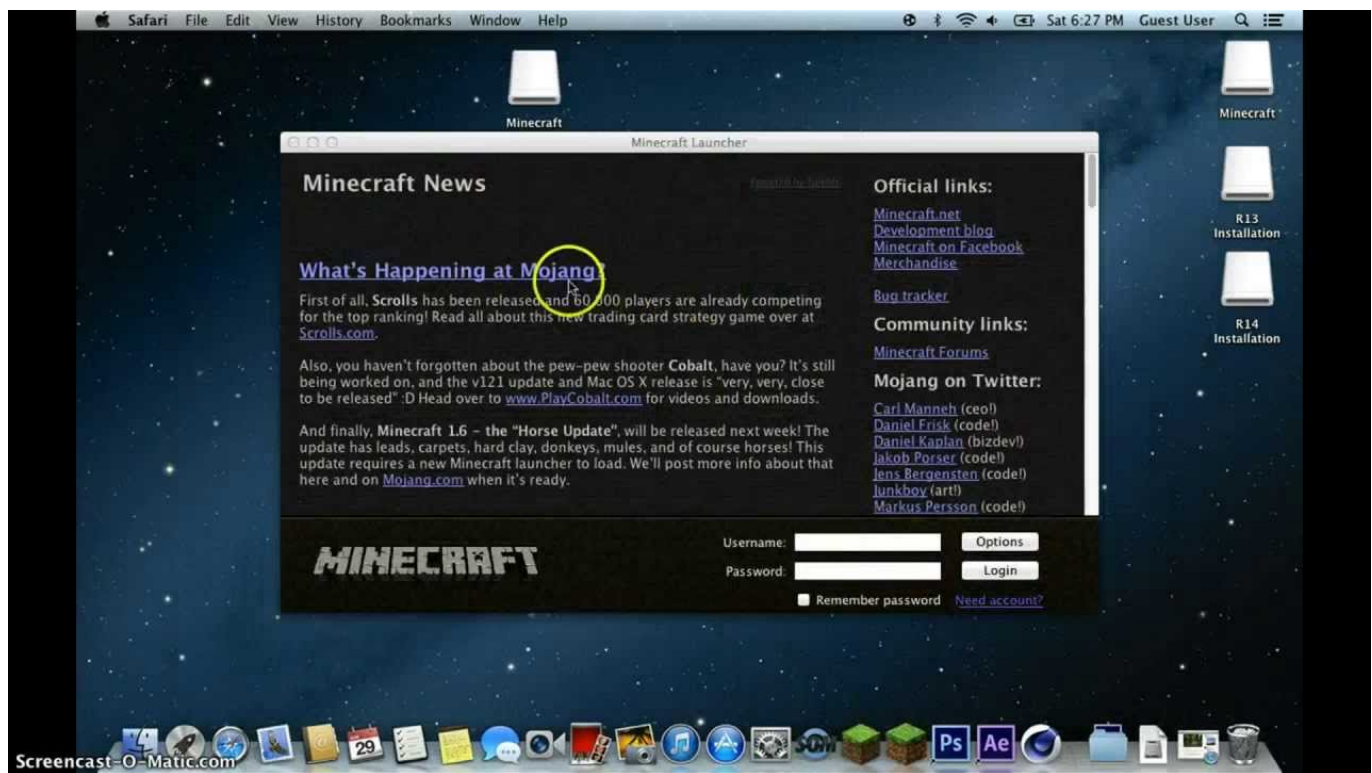 Safari File Edit View History Bookmarks Window Help
Sat 6:27 PM Guest User
Minecraft
Minecraft
R13
Installation
R14
Installation
Minecraft Launcher
Minecraft News
Powered by Tumblr
What's Happening at Mojang?
First of all, Scrolls has been released and 60,000 players are already competing
for the top ranking! Read all about this new trading card strategy game over at
Scrolls.com.
Also, you haven't forgotten about the pew-pew shooter Cobalt, have you? It's still
being worked on, and the v121 update and Mac OS X release is "very, very, close
to be released" :D Head over to www.PlayCobalt.com for videos and downloads.
And finally, Minecraft 1.6 - the "Horse Update", will be released next week! The
update has leads, carpets, hard clay, donkeys, mules, and of course horses! This
update requires a new Minecraft launcher to load. We'll post more info about that
here and on Mojang.com when it's ready.
Official links:
Minecraft.net
Development blog
Minecraft on Facebook
Merchandise
Bug tracker
Community links:
Minecraft Forums
Mojang on Twitter:
Carl Manneh (ceo!)
Daniel Frisk (code!)
Daniel Kaplan (bizdev!)
Jakob Porser (code!)
Jens Bergensten (code!)
Junkboy (art!)
Markus Persson (code!)
MINECRAFT
Username:
Options
Password:
Login
Remember password Need account?
29
SOM
Ps
Ae
Screencast-O-Matic.com